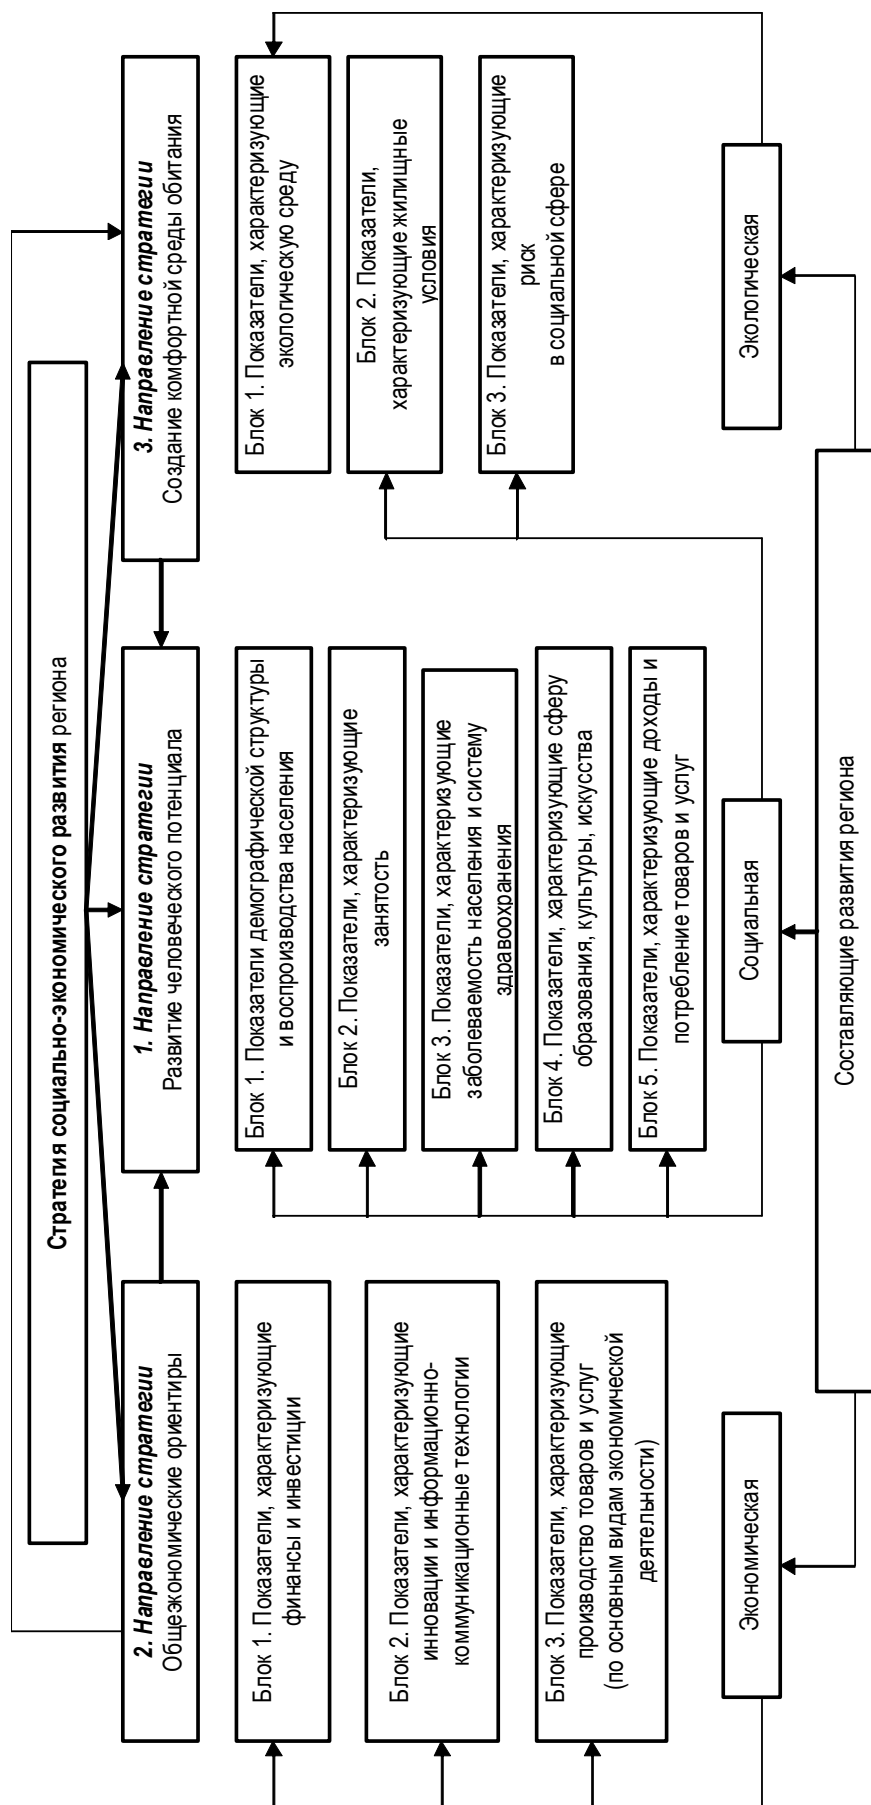 Стратегия социально-экономического развития региона
2. Направление стратегии
Общеэкономические ориентиры
1. Направление стратегии
Развитие человеческого потенциала
3. Направление стратегии
Создание комфортной среды обитания
Блок 1. Показатели, характеризующие
финансы и инвестиции
Блок 2. Показатели, характеризующие
инновации и информационно-
коммуникационные технологии
Блок 3. Показатели, характеризующие
производство товаров и услуг
(по основным видам экономической
деятельности)
Блок 1. Показатели демографической структуры
и воспроизводства населения
Блок 2. Показатели, характеризующие
занятость
Блок 3. Показатели, характеризующие
заболеваемость населения и систему
здравоохранения
Блок 4. Показатели, характеризующие сферу
образования, культуры, искусства
Блок 5. Показатели, характеризующие доходы и
потребление товаров и услуг
Блок 1. Показатели, характеризующие
экологическую среду
Блок 2. Показатели,
характеризующие жилищные
условия
Блок 3. Показатели, характеризующие
риск
в социальной сфере
Экономическая
Социальная
Экологическая
Составляющие развития региона